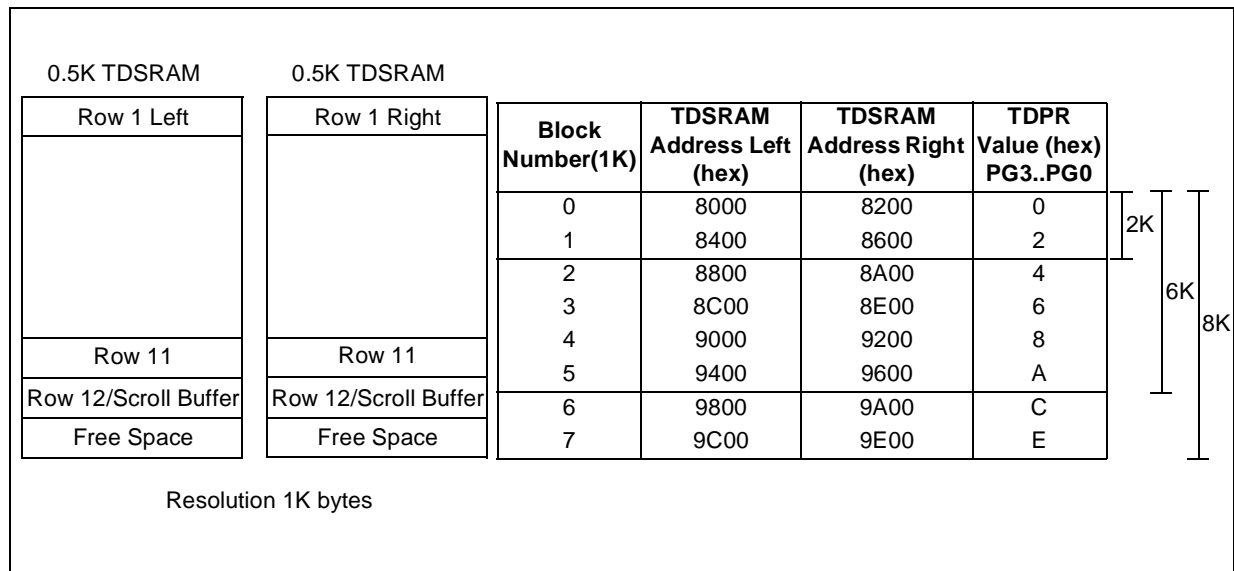 0.5K TDSRAM 0.5K TDSRAM
Row 1 Left Row 1 Right
Row 11 Row 11
Row 12/Scroll Buffer Row 12/Scroll Buffer
Free Space Free Space
Resolution 1K bytes
Block Number(1K) TDSRAM Address Left (hex) TDSRAM Address Right (hex) TDPR Value (hex) PG3..PG0
0 8000 8200 0
1 8400 8600 2
2 8800 8A00 4
3 8C00 8E00 6
4 9000 9200 8
5 9400 9600 A
6 9800 9A00 C
7 9C00 9E00 E
2K
6K
8K